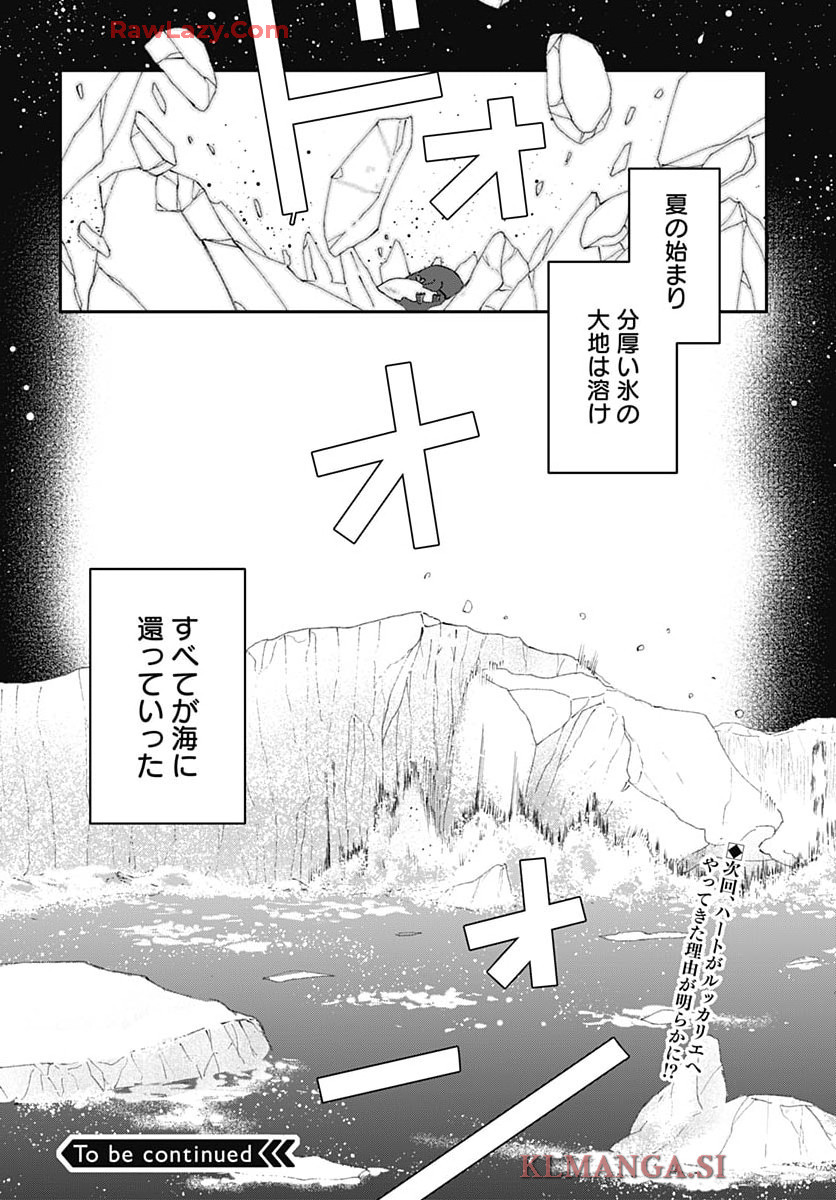 RawLazy.Com
ド
オ
夏の始まり
分厚い氷の
大地は溶け
オ
すべてが海に
還っていった
オ
ー
◆次回、ハートがルッカリエへ
やってきた理由が明らかに!?
To be continued
KLMANGA.SI